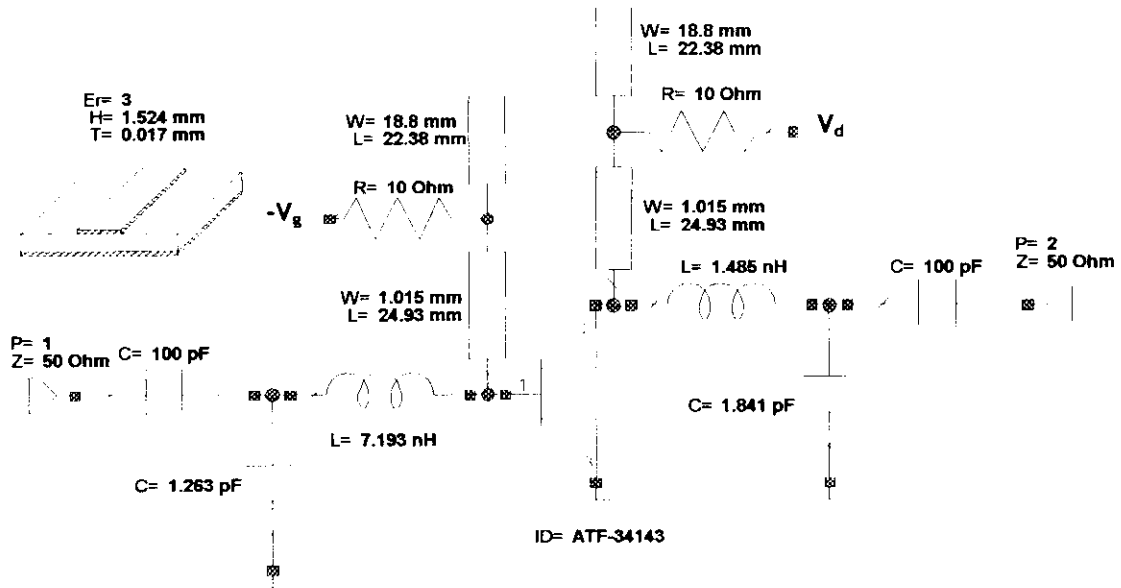 W= 18.8 mm
L= 22.38 mm
Er= 3
H= 1.524 mm
T= 0.017 mm
W= 18.8 mm
L= 22.38 mm
R= 10 Ohm
Vd
R= 10 Ohm
-Vg
W= 1.015 mm
L= 24.93 mm
W= 1.015 mm
L= 24.93 mm
L= 1.485 nH
C= 100 pF
P= 2
Z= 50 Ohm
P= 1
Z= 50 Ohm
C= 100 pF
1
L= 7.193 nH
C= 1.841 pF
C= 1.263 pF
3
ID= ATF-34143